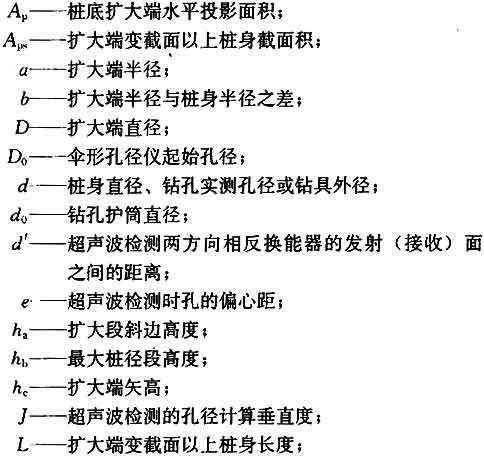 A_p——桩底扩大端水平投影面积；
A_ps——扩大端变截面以上桩身截面积；
a——扩大端半径；
b——扩大端半径与桩身半径之差；
D——扩大端直径；
D_0——伞形孔径仪起始孔径；
d——桩身直径、钻孔实测孔径或钻具外径；
d_0——钻孔护筒直径；
d′——超声波检测两方向相反换能器的发射（接收）面
之间的距离；
e——超声波检测时孔的偏心距；
h_a——扩大段斜边高度；
h_b——最大桩径段高度；
h_c——扩大端矢高；
J——超声波检测的孔径计算垂直度；
L——扩大端变截面以上桩身长度；